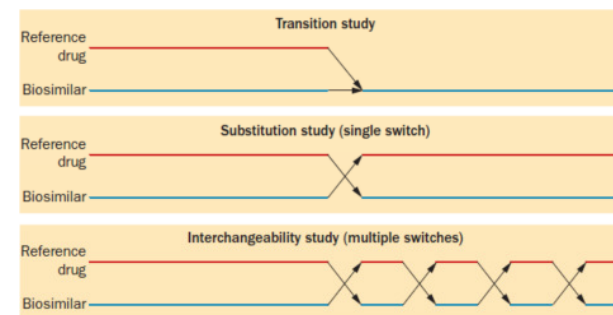 Transition study
Reference
drug
Biosimilar
Substitution study (single switch)
Reference
drug
Biosimilar
Interchangeability study (multiple switches)
Reference
drug
Biosimilar